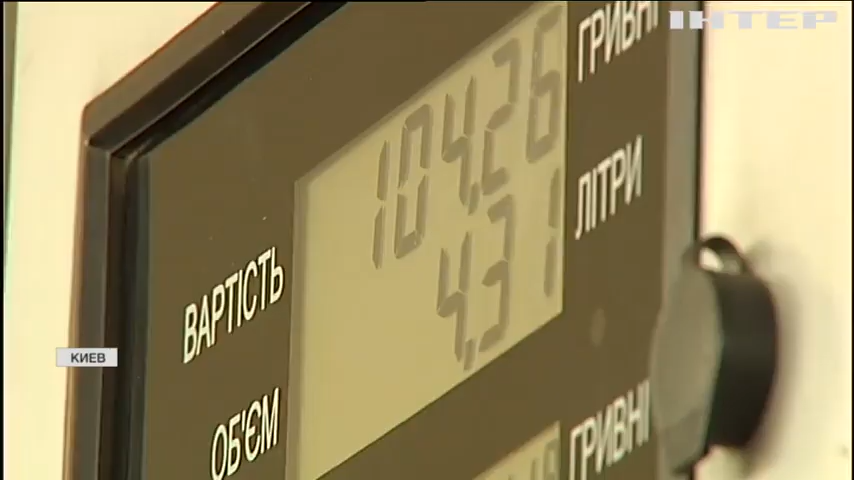 ІНТЕР
104,26 ГРИВНІ
4,31 ЛІТРИ
ВАРТІСТЬ
КИЕВ
ОБ'ЄМ
ГРИВНІ